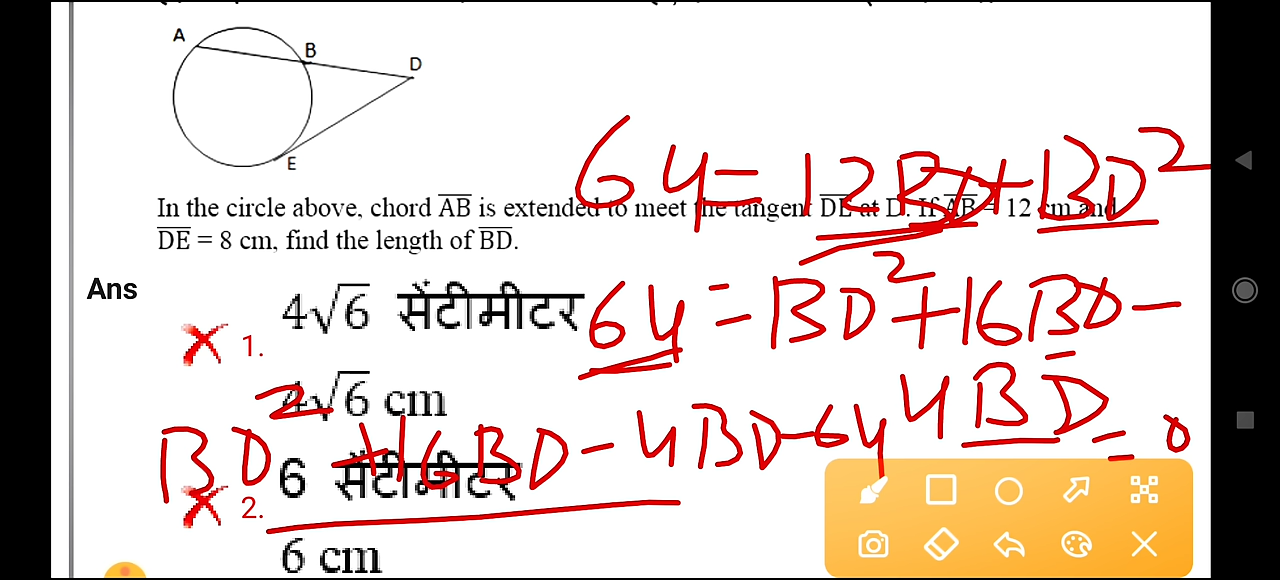 A
B
D
E
64 = 12 BD + BD²
In the circle above, chord AB is extended to meet the tangent DE at D. If AB = 12 cm and
DE = 8 cm, find the length of BD.
Ans
1. 4√6 सेंटीमीटर
64 = BD² + 16BD -
4BD
4√6 cm
BD² + 16BD - 4BD - 64 = 0
2. 6 सेंटीमीटर
6 cm